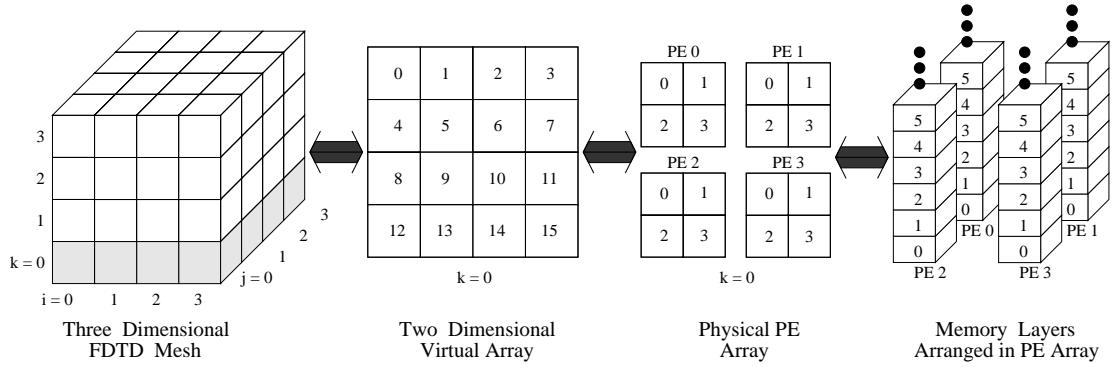 3
2
1
k = 0
i = 0 1 2 3
j = 0
1
2
3
Three Dimensional
FDTD Mesh
0 1 2 3
4 5 6 7
8 9 10 11
12 13 14 15
k = 0
Two Dimensional
Virtual Array
PE 0 PE 1
0 1 0 1
2 3 2 3
PE 2 PE 3
0 1 0 1
2 3 2 3
k = 0
Physical PE
Array
5
4
3
2
1
0
PE 0
5
4
3
2
1
0
PE 1
5
4
3
2
1
0
PE 2
5
4
3
2
1
0
PE 3
Memory Layers
Arranged in PE Array